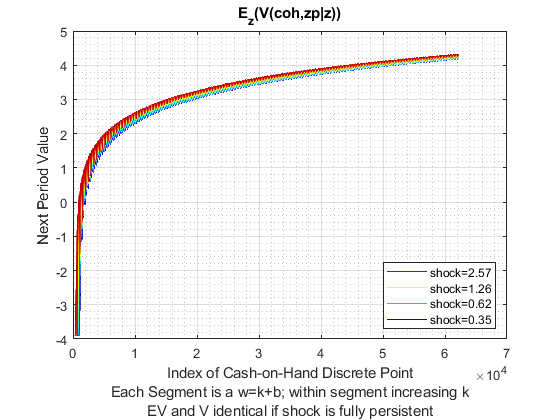 E_z(V(coh,zp|z))
5
4
3
2
1
0
-1
-2
-3
-4
Next Period Value
shock=2.57
shock=1.26
shock=0.62
shock=0.35
0 1 2 3 4 5 6 7
×10^4
Index of Cash-on-Hand Discrete Point
Each Segment is a w=k+b; within segment increasing k
EV and V identical if shock is fully persistent